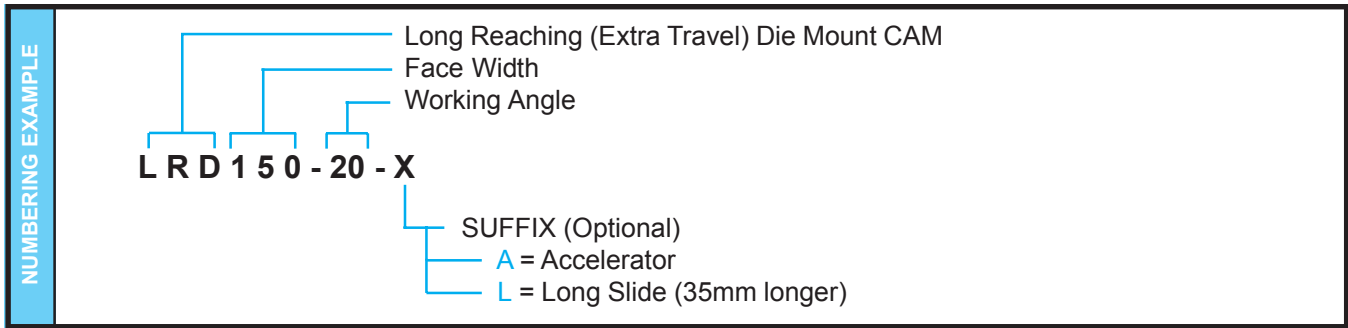 NUMBERING EXAMPLE
Long Reaching (Extra Travel) Die Mount CAM
Face Width
Working Angle
L R D 1 5 0 - 20 - X
SUFFIX (Optional)
A = Accelerator
L = Long Slide (35mm longer)